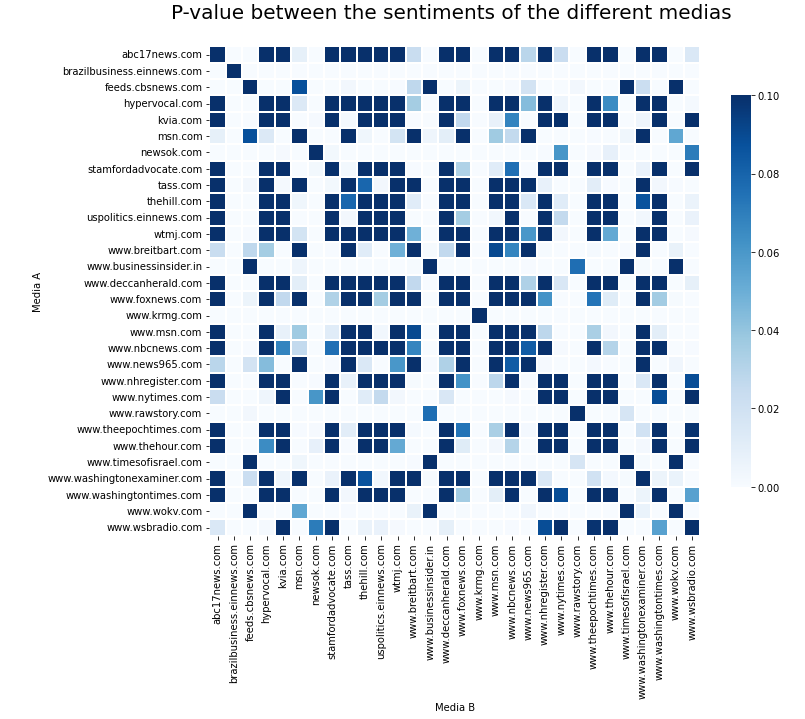 P-value between the sentiments of the different medias
abc17news.com
brazilbusiness.einnews.com
feeds.cbsnews.com
hypervocal.com
kvia.com
msn.com
newsok.com
stamfordadvocate.com
tass.com
thehill.com
uspolitics.einnews.com
wtmj.com
www.breitbart.com
www.businessinsider.in
www.deccanherald.com
www.foxnews.com
www.krmg.com
www.msn.com
www.nbcnews.com
www.news965.com
www.nhregister.com
www.nytimes.com
www.rawstory.com
www.theepochtimes.com
www.thehour.com
www.timesofisrael.com
www.washingtonexaminer.com
www.washingtontimes.com
www.wokv.com
www.wsbradio.com
Media A
0.10
0.08
0.06
0.04
0.02
0.00
abc17news.com
brazilbusiness.einnews.com
feeds.cbsnews.com
hypervocal.com
kvia.com
msn.com
newsok.com
stamfordadvocate.com
tass.com
thehill.com
uspolitics.einnews.com
wtmj.com
www.breitbart.com
www.businessinsider.in
www.deccanherald.com
www.foxnews.com
www.krmg.com
www.msn.com
www.nbcnews.com
www.news965.com
www.nhregister.com
www.nytimes.com
www.rawstory.com
www.theepochtimes.com
www.thehour.com
www.timesofisrael.com
www.washingtonexaminer.com
www.washingtontimes.com
www.wokv.com
www.wsbradio.com
Media B